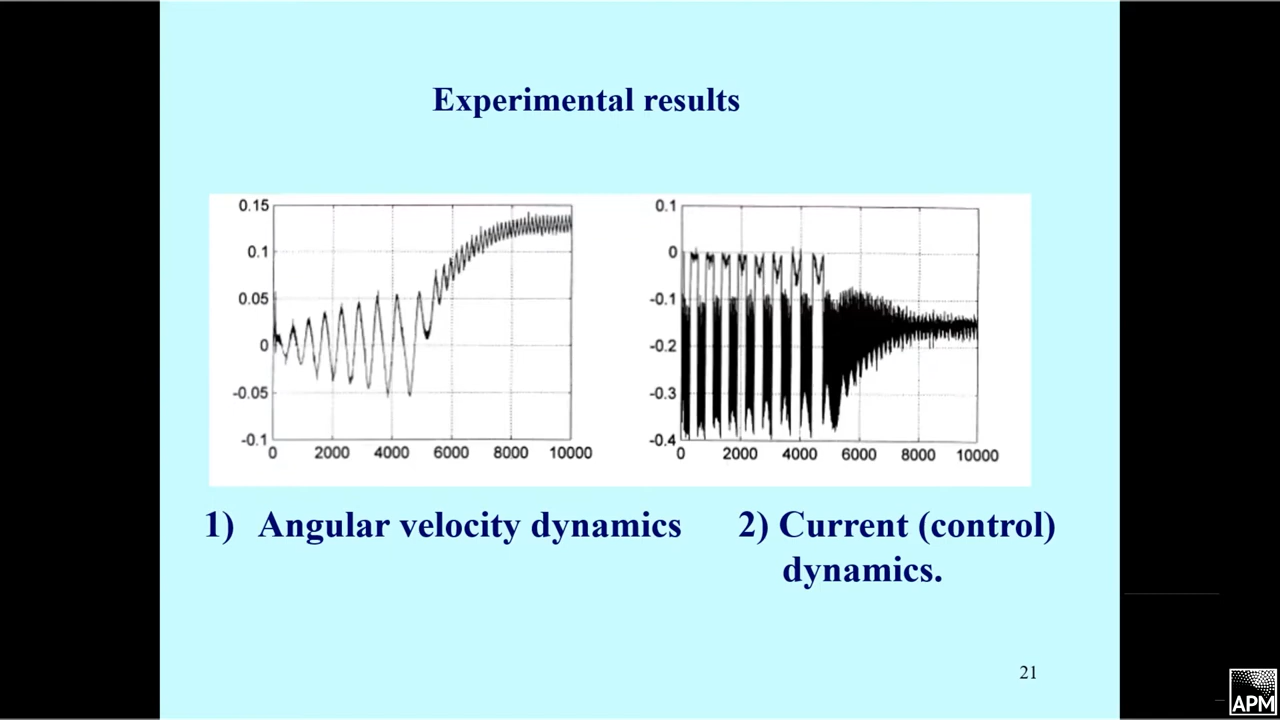 Experimental results
0.15
0.1
0.05
0
-0.05
-0.1
0 2000 4000 6000 8000 10000
0.1
0
-0.1
-0.2
-0.3
-0.4
0 2000 4000 6000 8000 10000
1) Angular velocity dynamics
2) Current (control)
dynamics.
21
APM